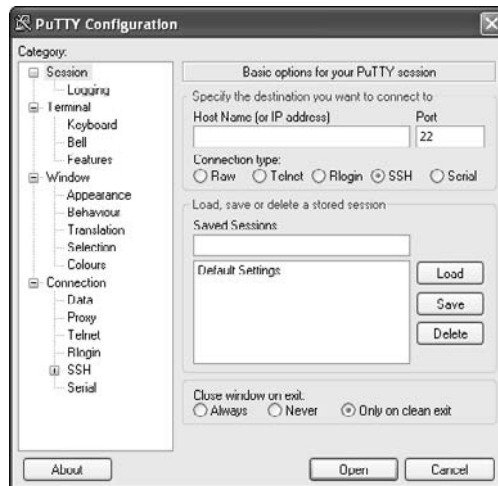 PuTTY Configuration
Category:
Session
Logging
Terminal
Keyboard
Bell
Features
Window
Appearance
Behaviour
Translation
Selection
Colours
Connection
Data
Proxy
Telnet
Rlogin
SSH
Serial
Basic options for your PuTTY session
Specify the destination you want to connect to
Host Name (or IP address) Port
22
Connection type:
Raw Telnet Rlogin SSH Serial
Load, save or delete a stored session
Saved Sessions
Default Settings
Load
Save
Delete
Close window on exit:
Always Never Only on clean exit
About Open Cancel